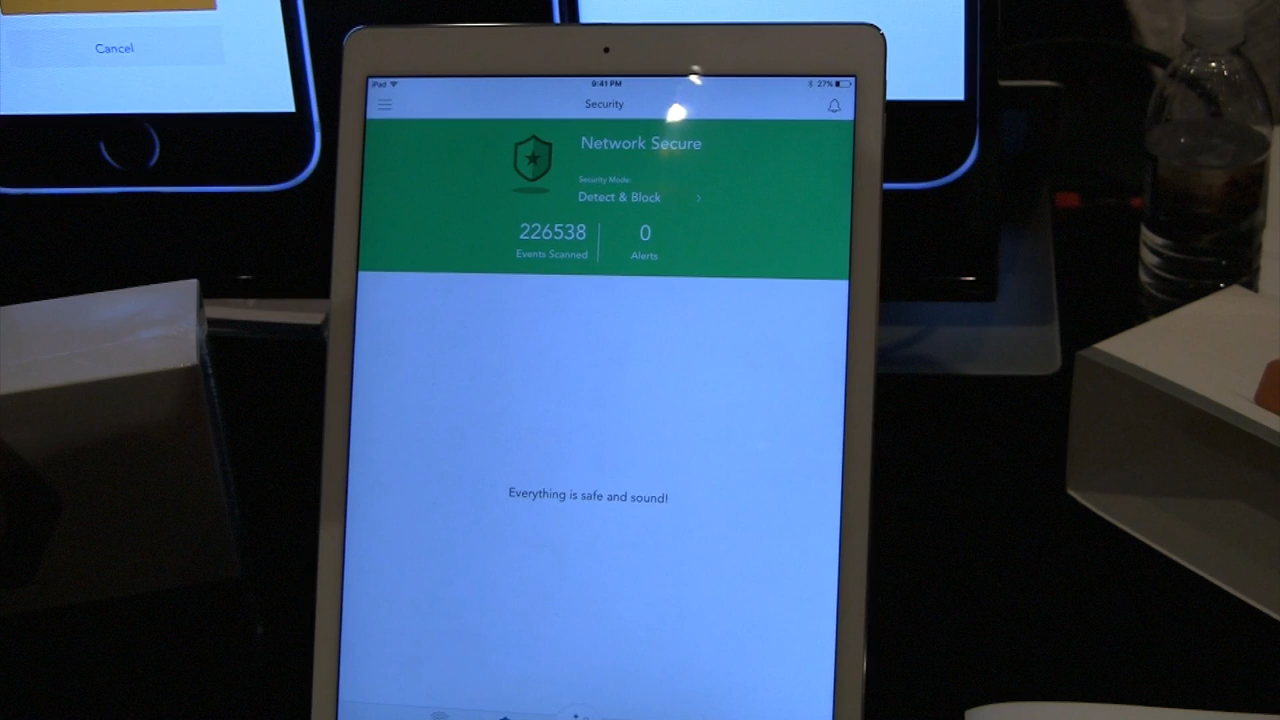 Cancel
iPad 9:41 PM 27%
Security
Network Secure
Security Mode:
Detect & Block
226538 0
Events Scanned Alerts
Everything is safe and sound!